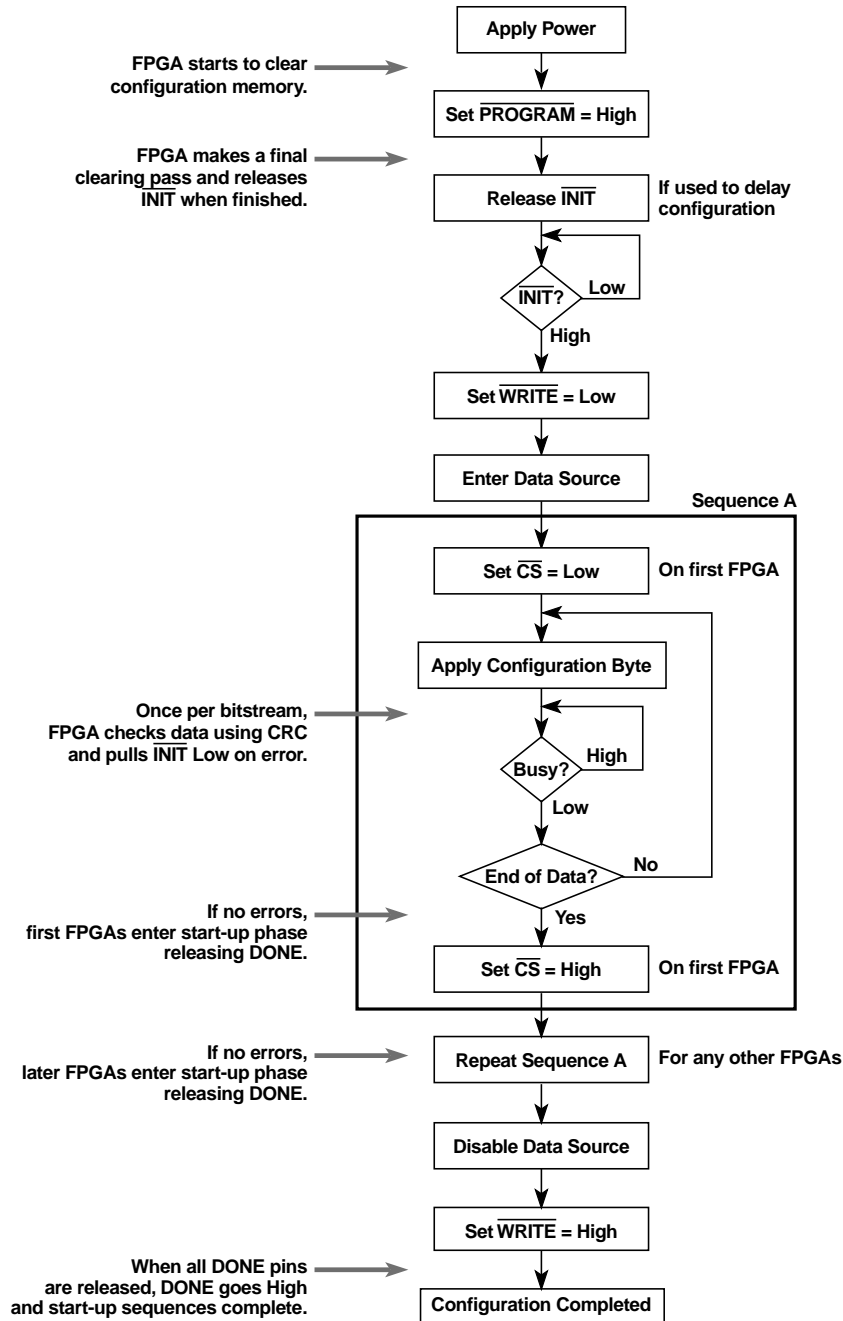 Apply Power
FPGA starts to clear
configuration memory.
Set PROGRAM = High
FPGA makes a final
clearing pass and releases
INIT when finished.
Release INIT
If used to delay
configuration
INIT?
Low
High
Set WRITE = Low
Enter Data Source
Sequence A
Set CS = Low
On first FPGA
Apply Configuration Byte
Once per bitstream,
FPGA checks data using CRC
and pulls INIT Low on error.
Busy?
High
Low
End of Data?
No
Yes
If no errors,
first FPGAs enter start-up phase
releasing DONE.
Set CS = High
On first FPGA
If no errors,
later FPGAs enter start-up phase
releasing DONE.
Repeat Sequence A
For any other FPGAs
Disable Data Source
Set WRITE = High
When all DONE pins
are released, DONE goes High
and start-up sequences complete.
Configuration Completed